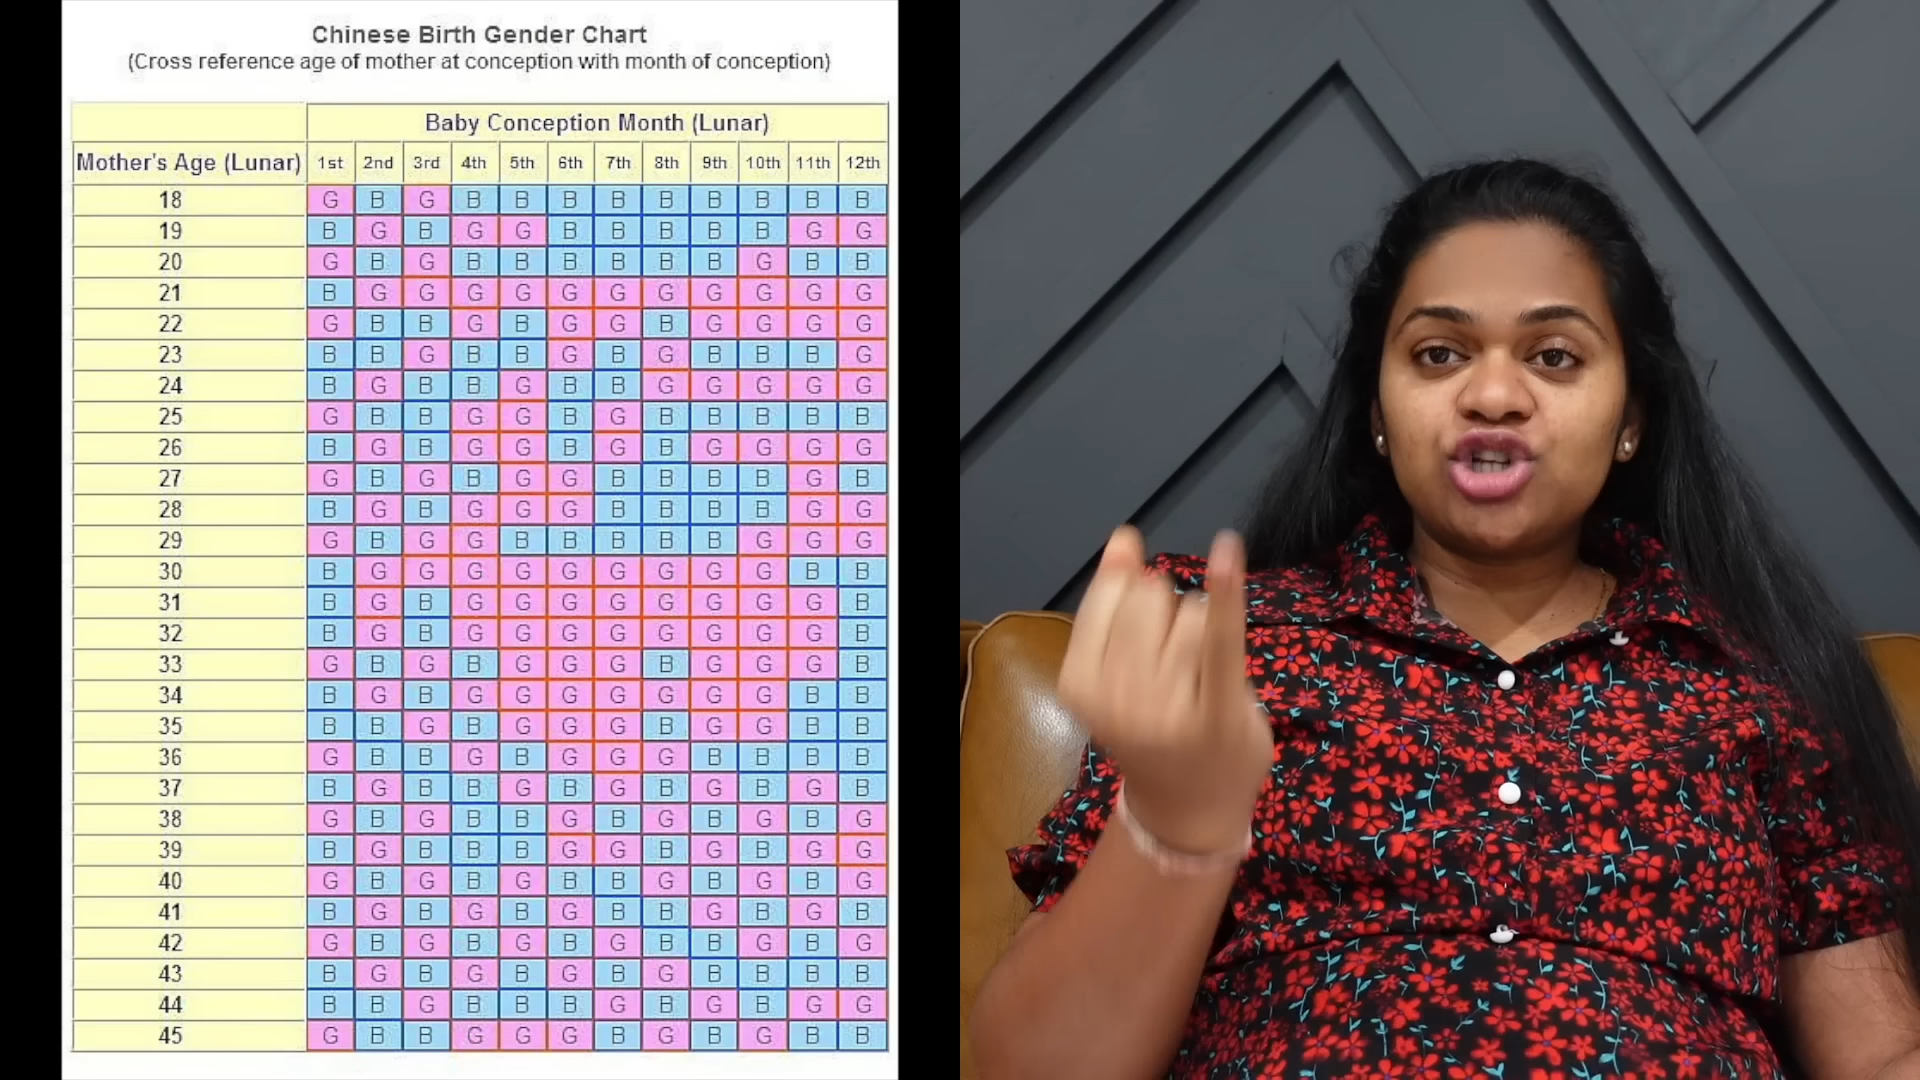 Chinese Birth Gender Chart
(Cross reference age of mother at conception with month of conception)
Baby Conception Month (Lunar)
Mother's Age (Lunar) 1st 2nd 3rd 4th 5th 6th 7th 8th 9th 10th 11th 12th
18 G B G B B B B B B B B B
19 B G B G G B B B B B G G
20 G B G B B B B B B G B B
21 B G G G G G G G G G G G
22 G B B G B G G B G G G G
23 B B G B B G B G B B B G
24 B G B B G B B G G G G G
25 G B B G G B G B B B B B
26 B G B G G B G B G G G G
27 G B G B G G B B B B G B
28 B G B G G G B B B B G G
29 G B G G B B B B B G G G
30 B G G G G G G G G G B B
31 B G B G G G G G G G G B
32 B G B G G G G G G G G B
33 G B G B G G G B G G G B
34 B G B G G G G G G G B B
35 B B G B G G G B G G B B
36 G B B G B G G G B B B B
37 B G B B G B G B G B G B
38 G B G B B G B G B G B G
39 B G B B B G G B G B G G
40 G B G B G B B G B G B G
41 B G B G B G B B G B G B
42 G B G B G B G B B G B G
43 B G B G B G B G B B B B
44 B B G B B B G B G B G G
45 G B B G G G B G B G B B